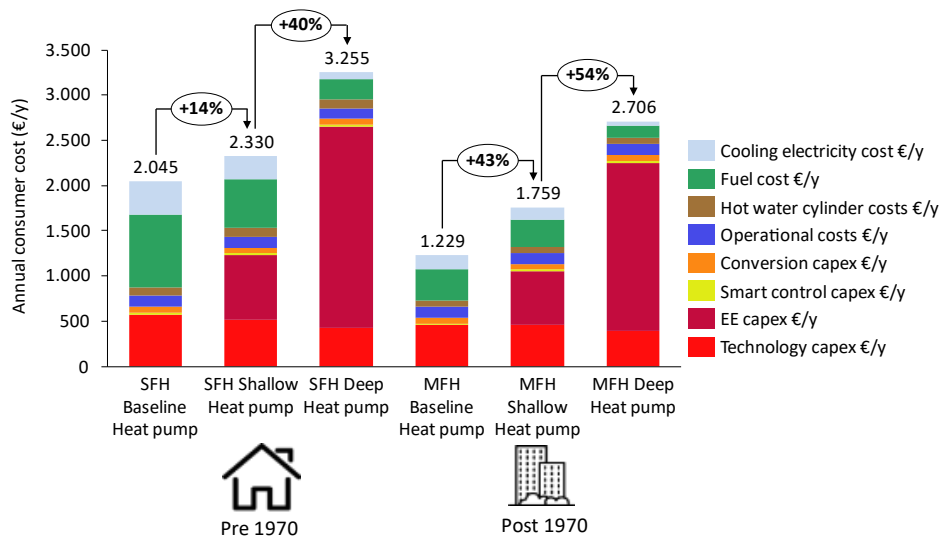 Annual consumer cost (€/y)
3.500
3.000
2.500
2.000
1.500
1.000
500
0
+14%
+40%
+43%
+54%
2.045
2.330
3.255
1.229
1.759
2.706
SFH
Baseline
Heat pump
SFH Shallow
Heat pump
SFH Deep
Heat pump
MFH
Baseline
Heat pump
MFH
Shallow
Heat pump
MFH Deep
Heat pump
Pre 1970
Post 1970
Cooling electricity cost €/y
Fuel cost €/y
Hot water cylinder costs €/y
Operational costs €/y
Conversion capex €/y
Smart control capex €/y
EE capex €/y
Technology capex €/y